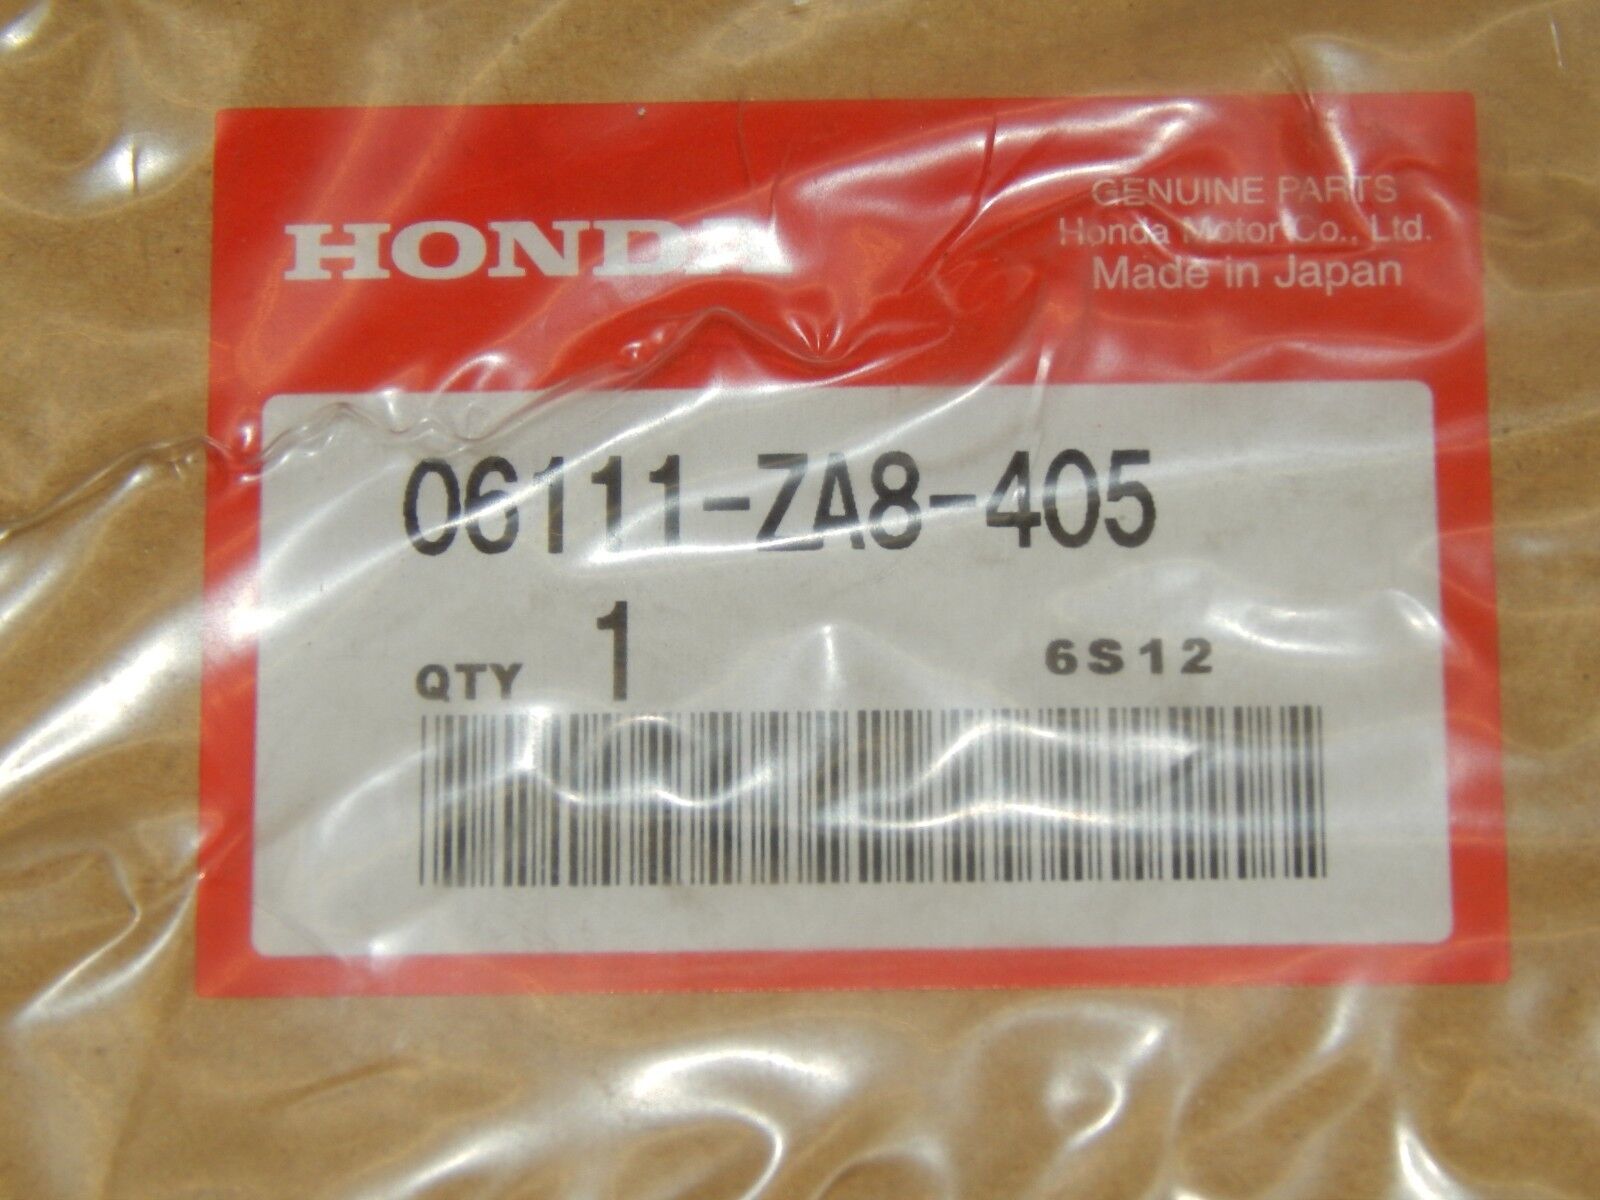 HONDA
GENUINE PARTS
Honda Motor Co., Ltd.
Made in Japan
06111-ZA8-405
QTY 1 6S12